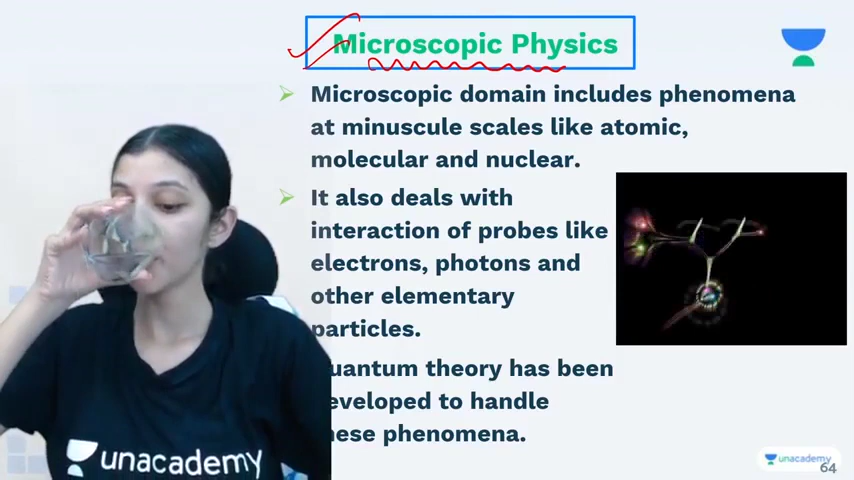 Microscopic Physics
Microscopic domain includes phenomena
at minuscule scales like atomic,
molecular and nuclear.
It also deals with
interaction of probes like
electrons, photons and
other elementary
particles.
uantum theory has been
eveloped to handle
hese phenomena.
unacademy
unacademy
64